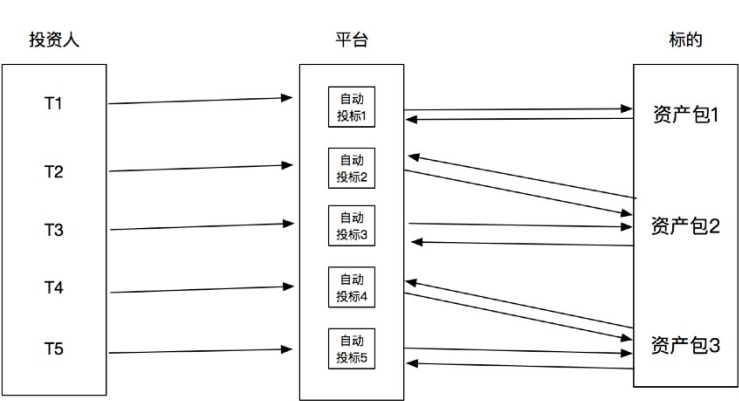 投资人
平台
标的
T1
自动
投标1
资产包1
T2
自动
投标2
T3
自动
投标3
资产包2
T4
自动
投标4
T5
自动
投标5
资产包3